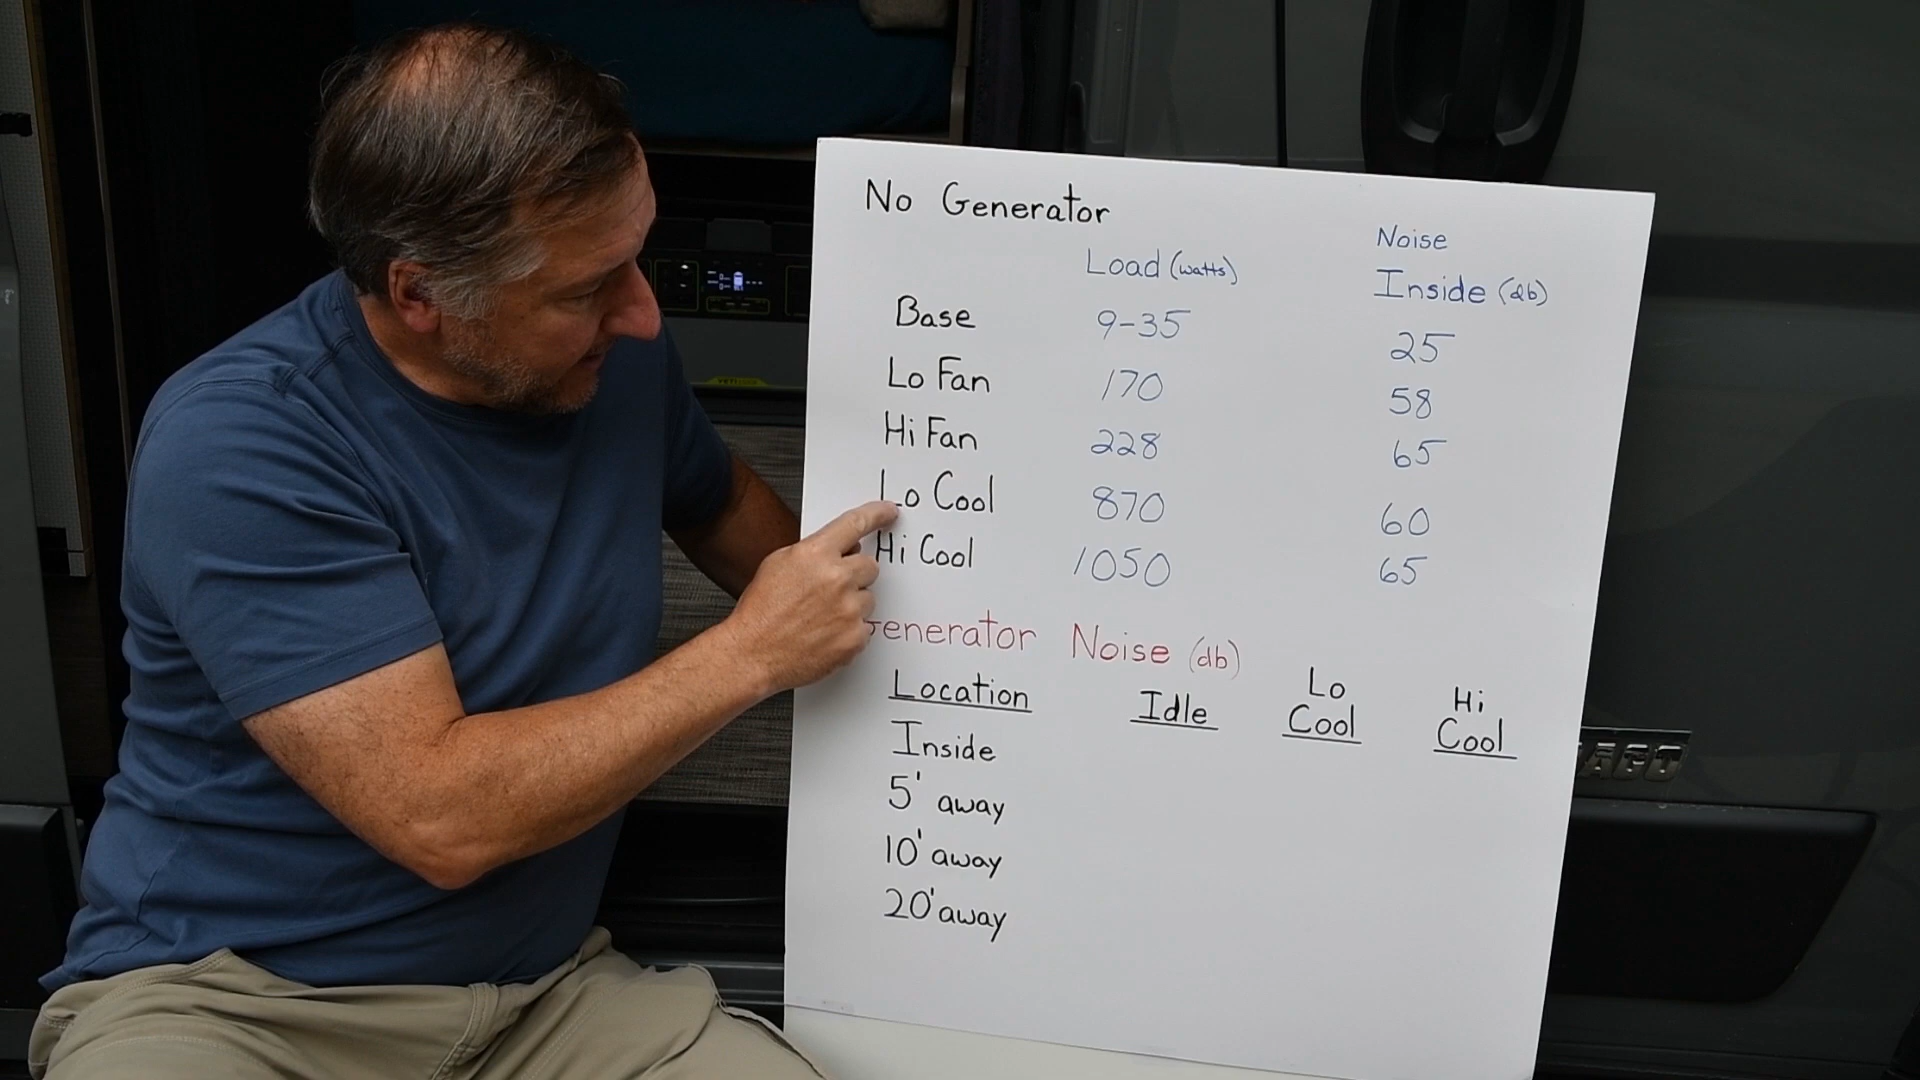 No Generator
Load (watts) Noise Inside (db)
Base 9-35 25
Lo Fan 170 58
Hi Fan 228 65
Lo Cool 870 60
Hi Cool 1050 65
Generator Noise (db)
Location Idle Lo Cool Hi Cool
Inside
5' away
10' away
20' away
YETI